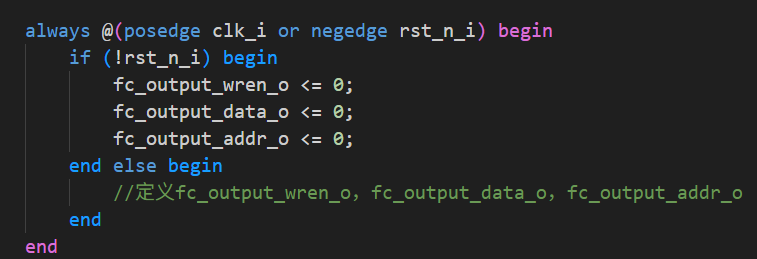 always @(posedge clk_i or negedge rst_n_i) begin
    if (!rst_n_i) begin
        fc_output_wren_o <= 0;
        fc_output_data_o <= 0;
        fc_output_addr_o <= 0;
    end else begin
        //定义fc_output_wren_o，fc_output_data_o，fc_output_addr_o
    end
end